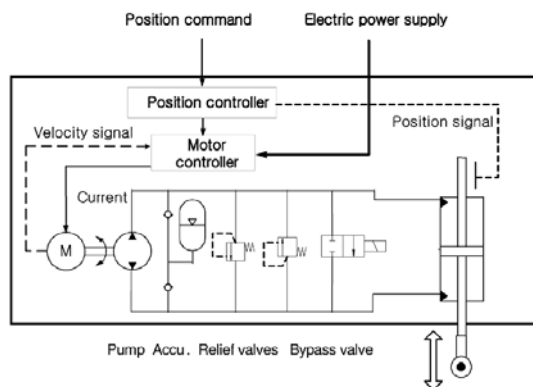 Position command
Electric power supply
Position controller
Velocity signal
Position signal
Motor
controller
Current
M
Pump Accu. Relief valves Bypass valve